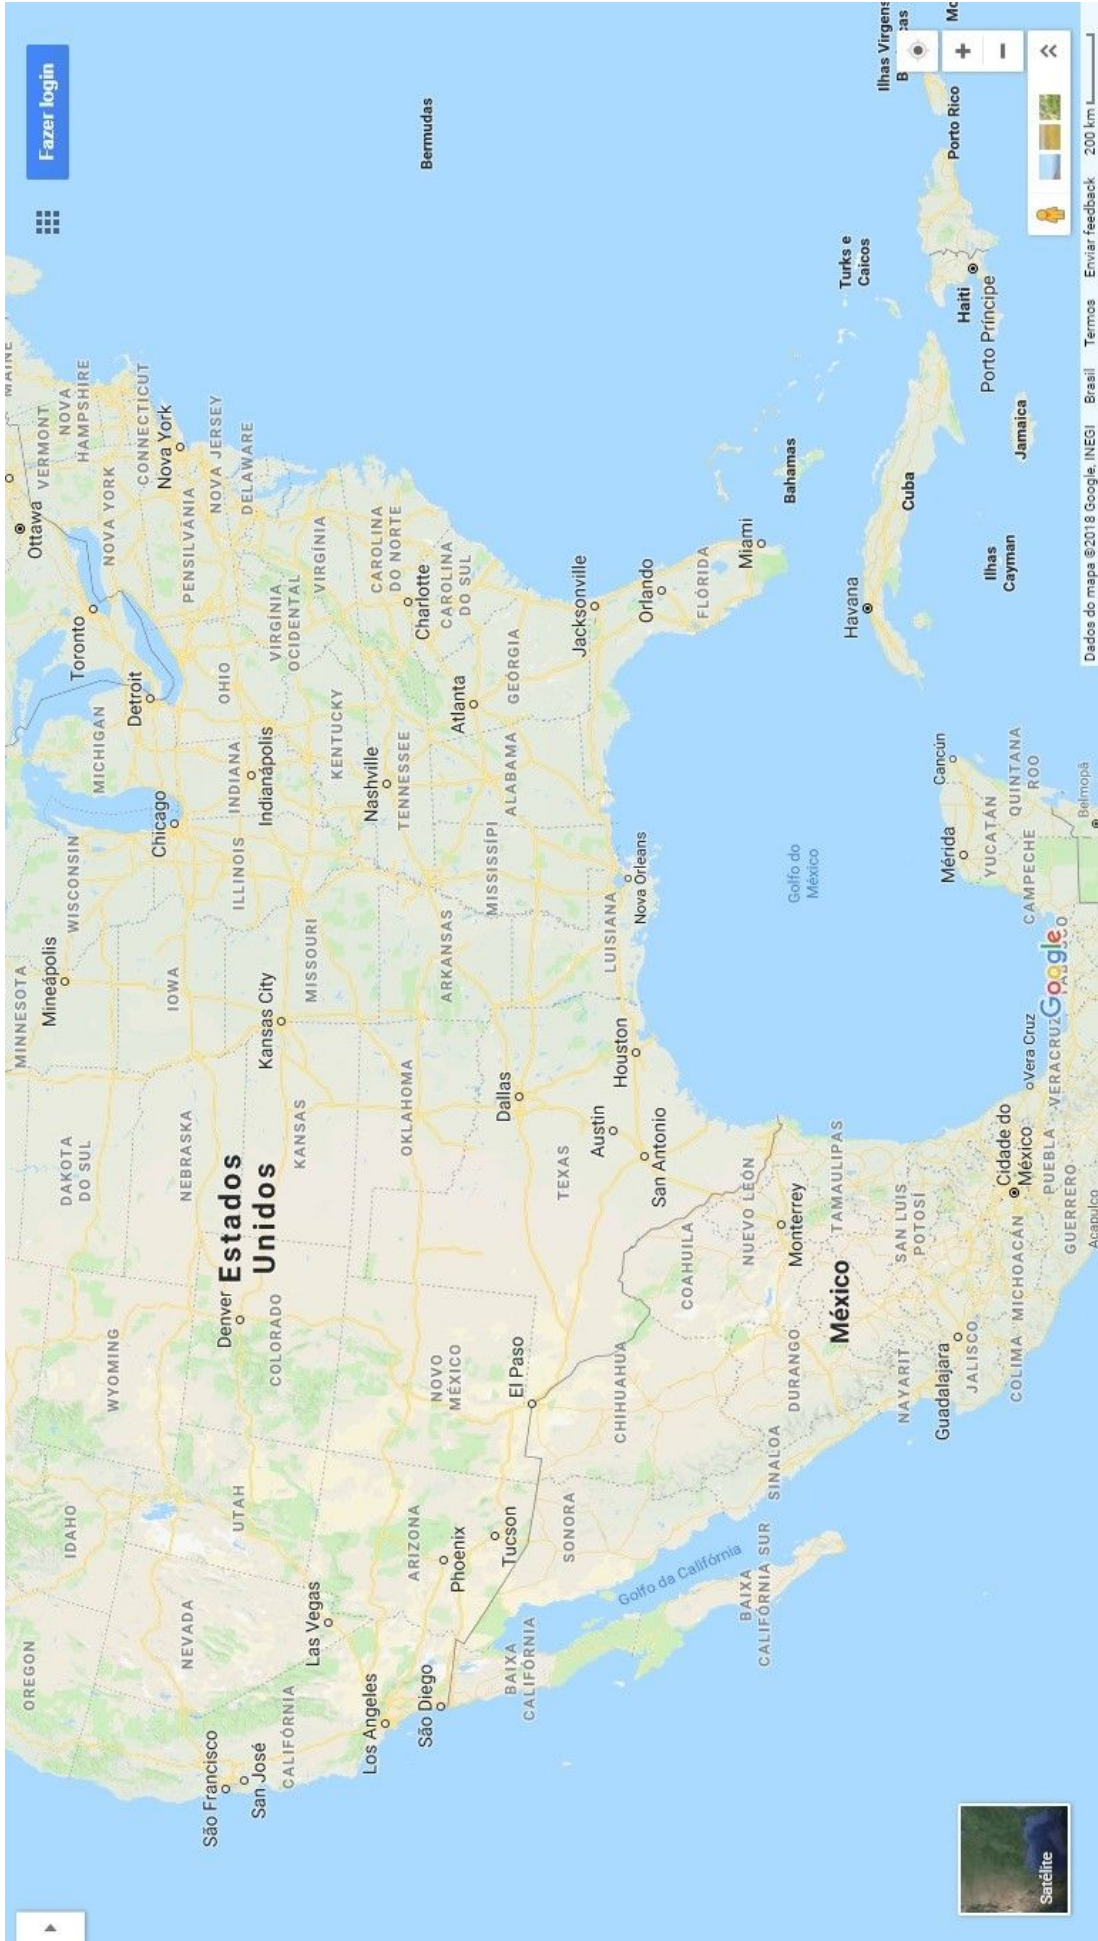 Fazer login
OREGON
IDAHO
WYOMING
DAKOTA
DO SUL
MINNESOTA
Mineápolis
WISCONSIN
MICHIGAN
Toronto
Ottawa
VERMONT
NOVA
HAMPSHIRE
MAINE
NOVA YORK
CONNECTICUT
Nova York
Detroit
Chicago
IOWA
NEBRASKA
NEVADA
UTAH
Denver
Estados
Unidos
COLORADO
KANSAS
Kansas City
MISSOURI
ILLINOIS
INDIANA
Indianápolis
OHIO
PENSILVÂNIA
NOVA JERSEY
DELAWARE
VIRGÍNIA
OCIDENTAL
VIRGÍNIA
KENTUCKY
São Francisco
San José
CALIFÓRNIA
Las Vegas
Los Angeles
São Diego
ARIZONA
Phoenix
Tucson
NOVO
MÉXICO
El Paso
OKLAHOMA
ARKANSAS
Nashville
TENNESSEE
CAROLINA
DO NORTE
Charlotte
CAROLINA
DO SUL
Bermudas
Atlanta
GEÓRGIA
ALABAMA
MISSISSÍPI
Dallas
TEXAS
Austin
Houston
San Antonio
LUISIANA
Nova Orleans
Jacksonville
Orlando
FLÓRIDA
Miami
Bahamas
BAIXA
CALIFÓRNIA
SONORA
CHIHUAHUA
COAHUILA
NUEVO LEÓN
Monterrey
Golfo da Califórnia
BAIXA
CALIFÓRNIA SUR
SINALOA
DURANGO
México
TAMAULIPAS
Golfo do
México
Havana
Cuba
Turks e
Caicos
Ilhas Virgens
NAYARIT
SAN LUIS
POTOSÍ
Guadalajara
JALISCO
COLIMA
MICHOACÁN
Cidade do
México
PUEBLA
VERACRUZ
Vera Cruz
GUERRERO
Acapulco
Google
Mérida
Cancún
YUCATÁN
QUINTANA
ROO
CAMPECHE
Belmopã
Ilhas
Cayman
Jamaica
Haiti
Porto Príncipe
Porto Rico
Satélite
Dados do mapa ©2018 Google, INEGI Brasil Termos Enviar feedback 200 km